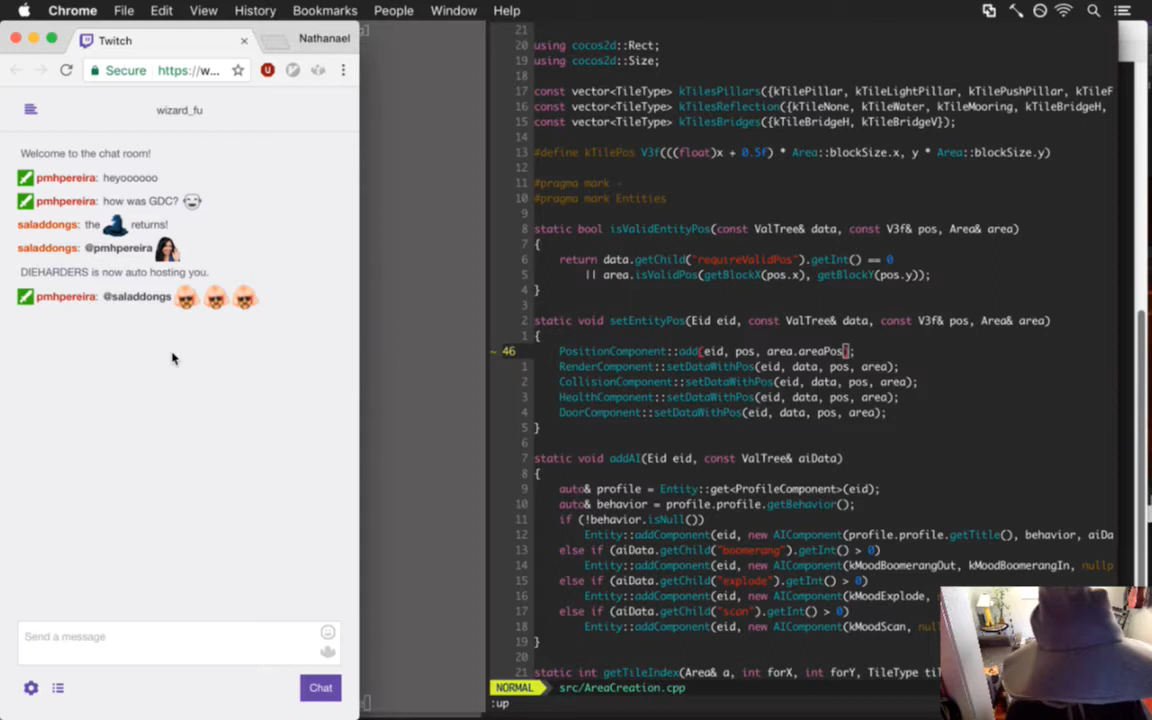 Chrome File Edit View History Bookmarks People Window Help
Twitch
Nathanael
Secure https://w...
wizard_fu
Welcome to the chat room!
pmhpereira: heyoooooo
pmhpereira: how was GDC?
saladdongs: the returns!
saladdongs: @pmhpereira
DIEHARDERS is now auto hosting you.
pmhpereira: @saladdongs
Send a message
Chat
21
20 using cocos2d::Rect;
19 using cocos2d::Size;
18
17 const vector<TileType> kTilesPillars({kTilePillar, kTileLightPillar, kTilePushPillar, kTileF
16 const vector<TileType> kTilesReflection({kTileNone, kTileWater, kTileMooring, kTileBridgeH,
15 const vector<TileType> kTilesBridges({kTileBridgeH, kTileBridgeV});
14
13 #define kTilePos V3f(((float)x + 0.5f) * Area::blockSize.x, y * Area::blockSize.y)
12
11 #pragma mark -
10 #pragma mark Entities
9
8 static bool isValidEntityPos(const ValTree& data, const V3f& pos, Area& area)
7 {
6 return data.getChild("requireValidPos").getInt() == 0
5 || area.isValidPos(getBlockX(pos.x), getBlockY(pos.y));
4 }
3
2 static void setEntityPos(Eid eid, const ValTree& data, const V3f& pos, Area& area)
1 {
~ 46 PositionComponent::add(eid, pos, area.areaPos);
1 RenderComponent::setDataWithPos(eid, data, pos, area);
2 CollisionComponent::setDataWithPos(eid, data, pos, area);
3 HealthComponent::setDataWithPos(eid, data, pos, area);
4 DoorComponent::setDataWithPos(eid, data, pos, area);
5 }
6
7 static void addAI(Eid eid, const ValTree& aiData)
8 {
9 auto& profile = Entity::get<ProfileComponent>(eid);
10 auto& behavior = profile.profile.getBehavior();
11 if (!behavior.isNull())
12 Entity::addComponent(eid, new AIComponent(profile.profile.getTitle(), behavior, aiDa
13 else if (aiData.getChild("boomerang").getInt() > 0)
14 Entity::addComponent(eid, new AIComponent(kMoodBoomerangOut, kMoodBoomerangIn, nullp
15 else if (aiData.getChild("explode").getInt() > 0)
16 Entity::addComponent(eid, new AIComponent(kMoodExplode,
17 else if (aiData.getChild("scan").getInt() > 0)
18 Entity::addComponent(eid, new AIComponent(kMoodScan, nul
19 }
20
21 static int getTileIndex(Area& a, int forX, int forY, TileType til
NORMAL src/AreaCreation.cpp
:up